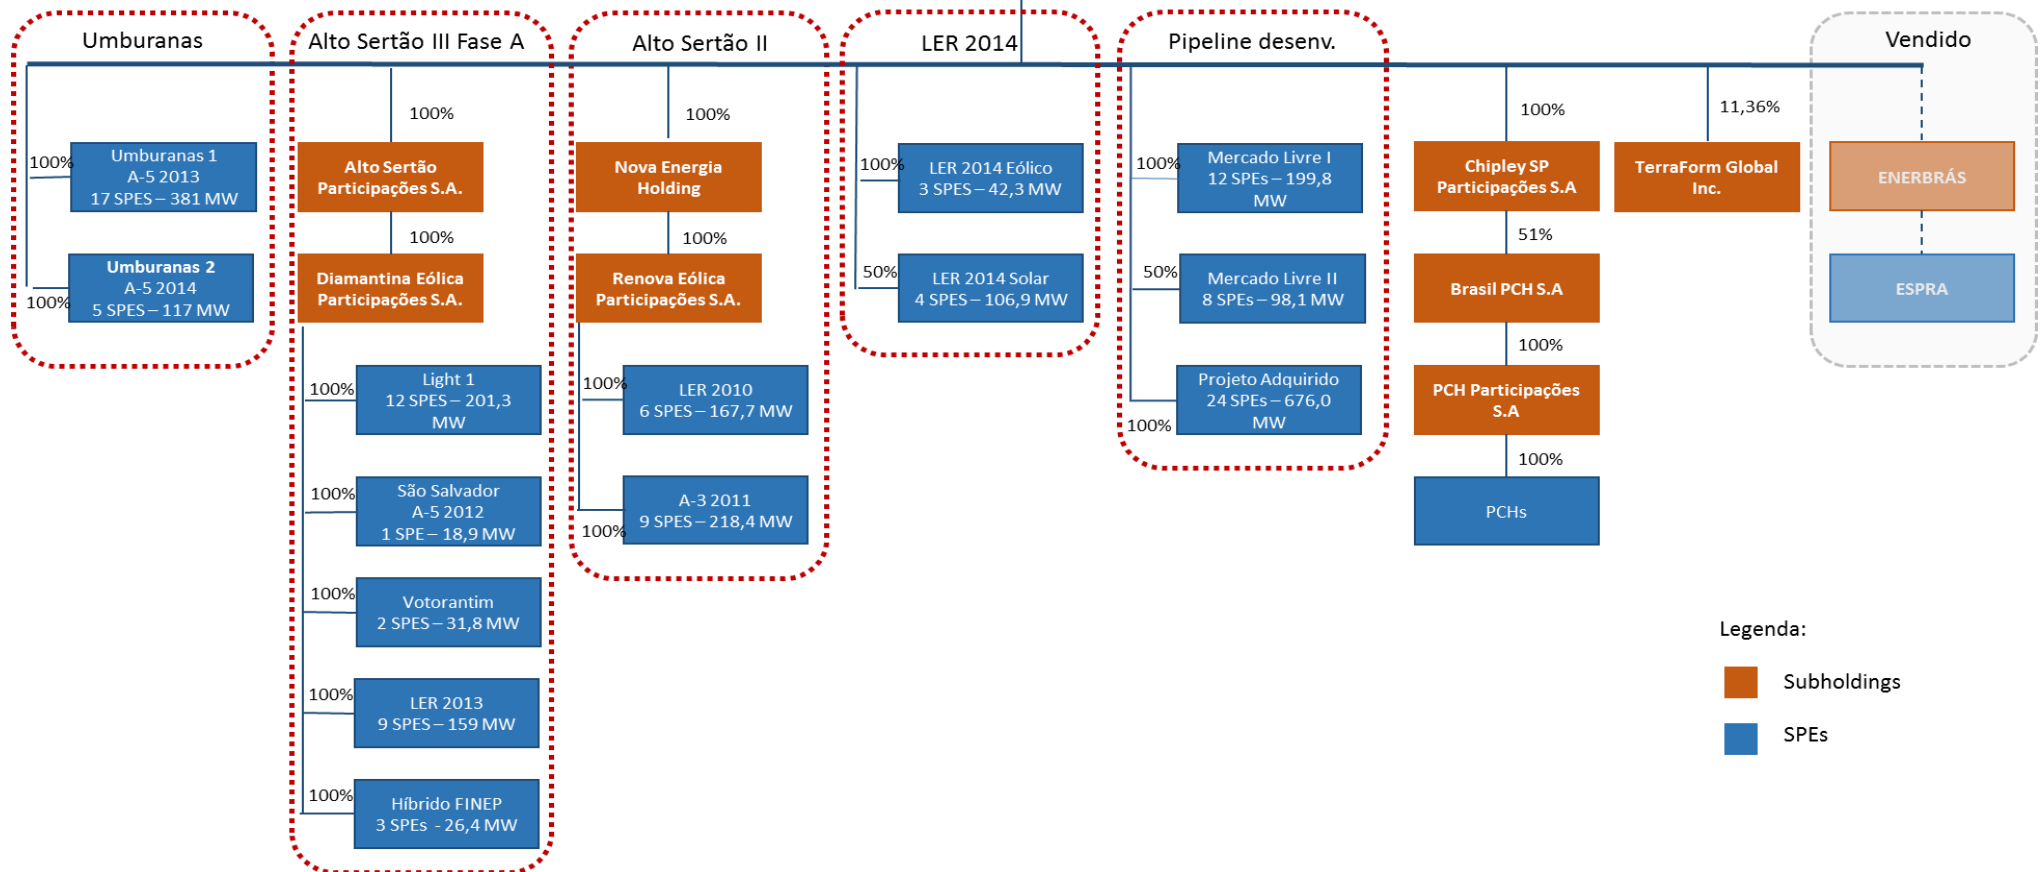 Umburanas
100%
Umburanas 1
A-5 2013
17 SPES – 381 MW
100%
Umburanas 2
A-5 2014
5 SPES – 117 MW
Alto Sertão III Fase A
100%
Alto Sertão
Participações S.A.
100%
Diamantina Eólica
Participações S.A.
100%
Light 1
12 SPES – 201,3
MW
100%
São Salvador
A-5 2012
1 SPE – 18,9 MW
100%
Votorantim
2 SPES – 31,8 MW
100%
LER 2013
9 SPES – 159 MW
100%
Híbrido FINEP
3 SPEs - 26,4 MW
Alto Sertão II
100%
Nova Energia
Holding
100%
Renova Eólica
Participações S.A.
100%
LER 2010
6 SPES – 167,7 MW
100%
A-3 2011
9 SPES – 218,4 MW
LER 2014
100%
LER 2014 Eólico
3 SPES – 42,3 MW
50%
LER 2014 Solar
4 SPES – 106,9 MW
Pipeline desenv.
100%
Mercado Livre I
12 SPEs – 199,8
MW
50%
Mercado Livre II
8 SPEs – 98,1 MW
100%
Projeto Adquirido
24 SPEs – 676,0
MW
100%
Chipley SP
Participações S.A
51%
Brasil PCH S.A
100%
PCH Participações
S.A
100%
PCHs
11,36%
TerraForm Global
Inc.
Vendido
ENERBRÁS
ESPRA
Legenda:
Subholdings
SPEs